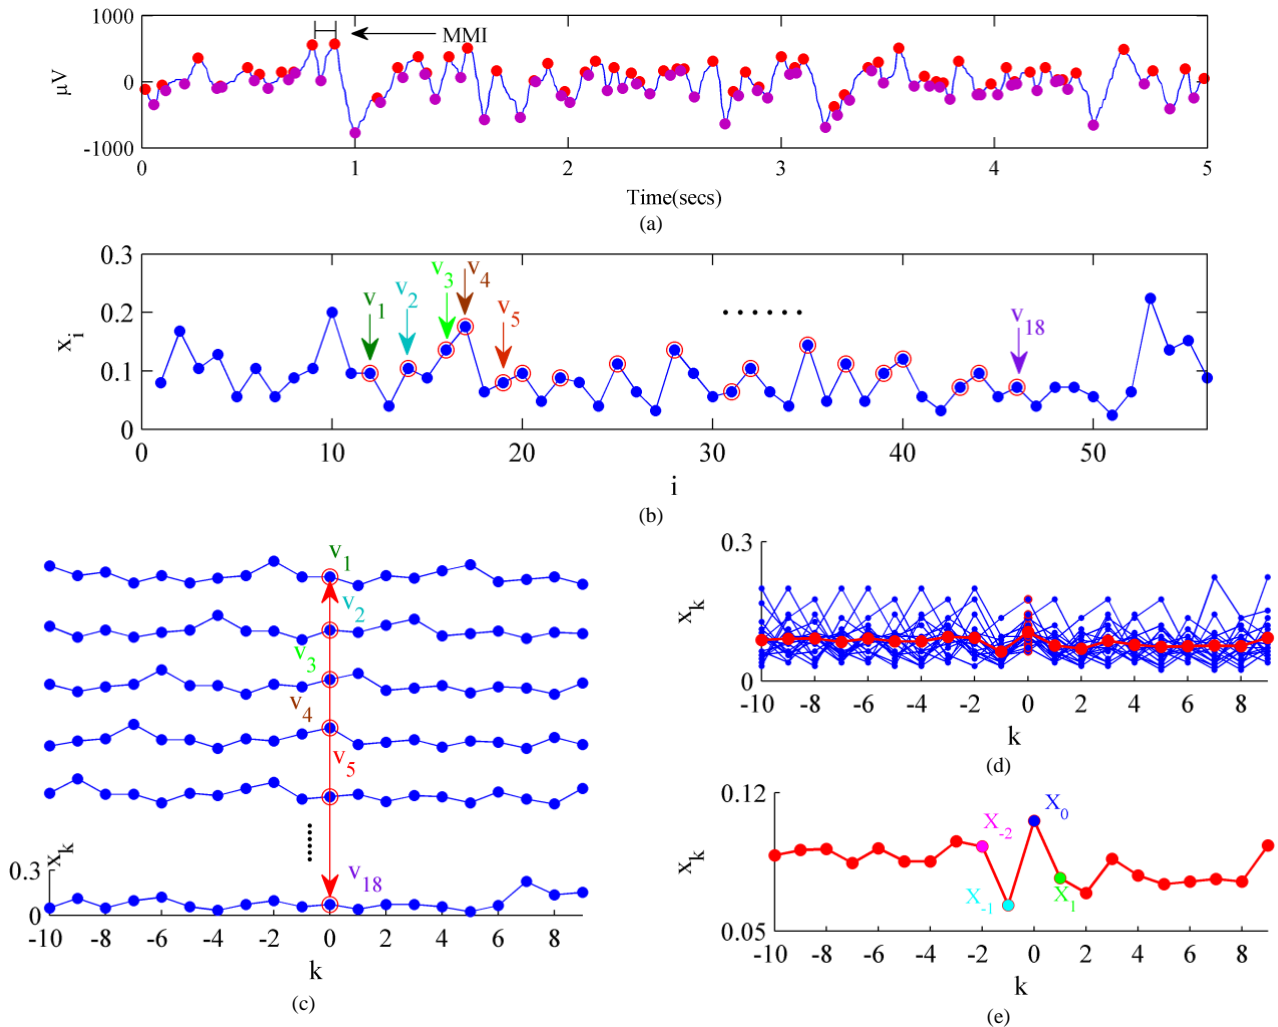 1000
0
-1000
μV
MMI
0 1 2 3 4 5
Time(secs)
(a)
0.3
0.2
0.1
0
x_i
v_1
v_2
v_3
v_4
v_5
......
v_18
0 10 20 30 40 50
i
(b)
v_1
v_2
v_3
v_4
v_5
......
v_18
x_k
0.3
0
-10 -8 -6 -4 -2 0 2 4 6 8
k
(c)
0.3
0
x_k
-10 -8 -6 -4 -2 0 2 4 6 8
k
(d)
0.12
0.05
x_k
X_-2
X_-1
X_0
X_1
-10 -8 -6 -4 -2 0 2 4 6 8
k
(e)